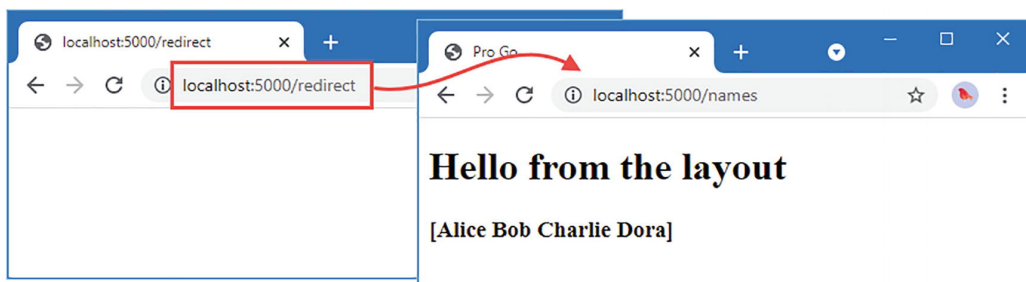 localhost:5000/redirect
localhost:5000/redirect
Pro Go
localhost:5000/names
Hello from the layout
[Alice Bob Charlie Dora]